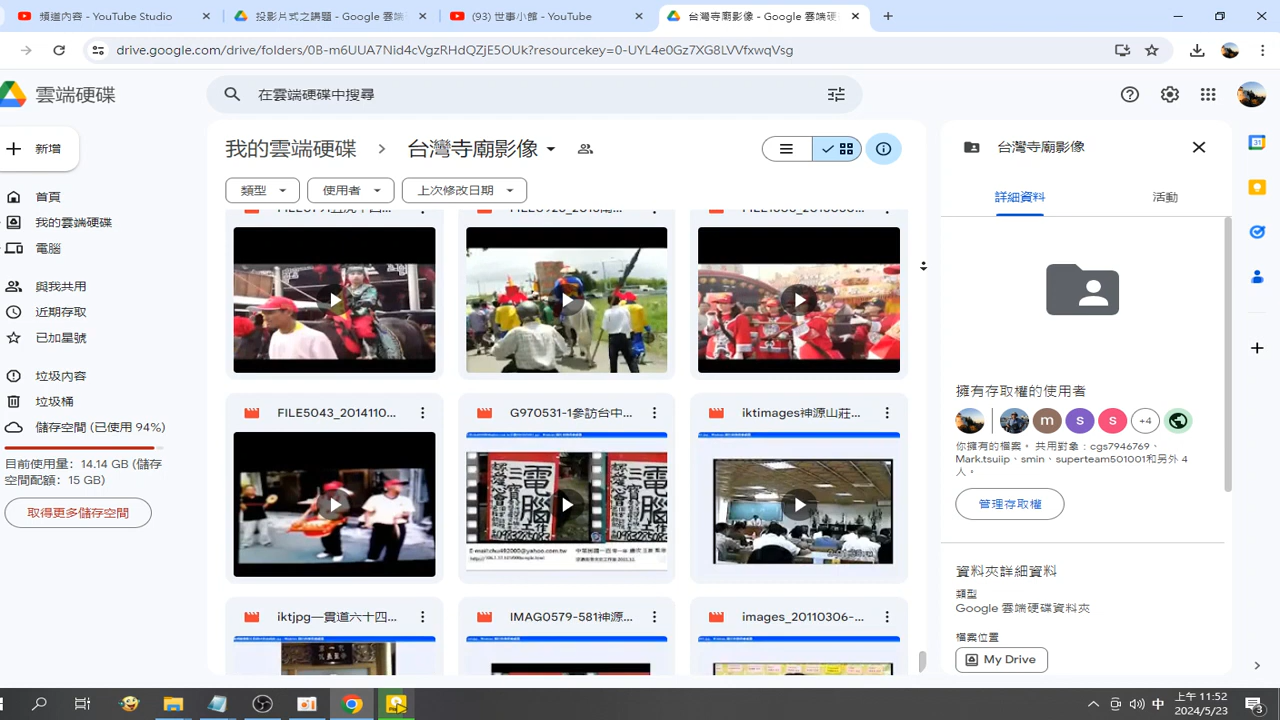 頻道內容 - YouTube Studio
投影片式之講題 - Google 雲端硬
(93) 世事小館 - YouTube
台灣寺廟影像 - Google 雲端硬
drive.google.com/drive/folders/0B-m6UUA7Nid4cVgzRHdQZjE5OUk?resourcekey=0-UYL4e0Gz7XG8LVVfxwqVsg
雲端硬碟
在雲端硬碟中搜尋
新增
首頁
我的雲端硬碟
電腦
與我共用
近期存取
已加星號
垃圾內容
垃圾桶
儲存空間 (已使用 94%)
目前使用量: 14.14 GB (儲存
空間配額: 15 GB)
取得更多儲存空間
我的雲端硬碟
台灣寺廟影像
類型
使用者
上次修改日期
FILE5043_2014110...
G970531-1參訪台中...
iktimages神源山莊...
電腦
E-mail:chui462000@yahoo.com.tw
iktjpg一貫道六十四...
IMAG0579-581神源...
images_20110306-...
台灣寺廟影像
詳細資料
活動
擁有存取權的使用者
m
s
s
+4
你擁有的檔案。 共用對象：cgs7946769、
Mark.tsuiip、smin、superteam501001和另外 4
人。
管理存取權
資料夾詳細資料
類型
Google 雲端硬碟資料夾
檔案位置
My Drive
31
中
上午 11:52
2024/5/23
3